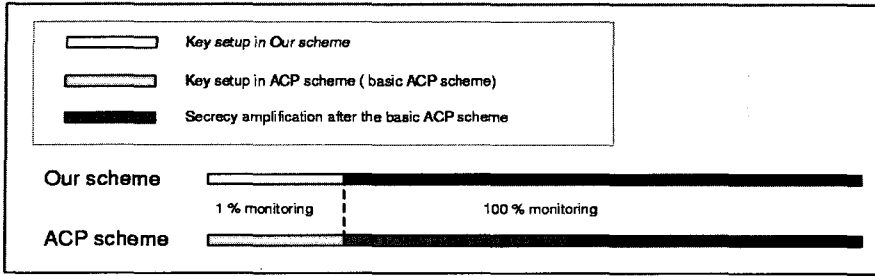 Key setup in Our scheme
Key setup in ACP scheme ( basic ACP scheme)
Secrecy amplification after the basic ACP scheme
Our scheme
1 % monitoring 100 % monitoring
ACP scheme